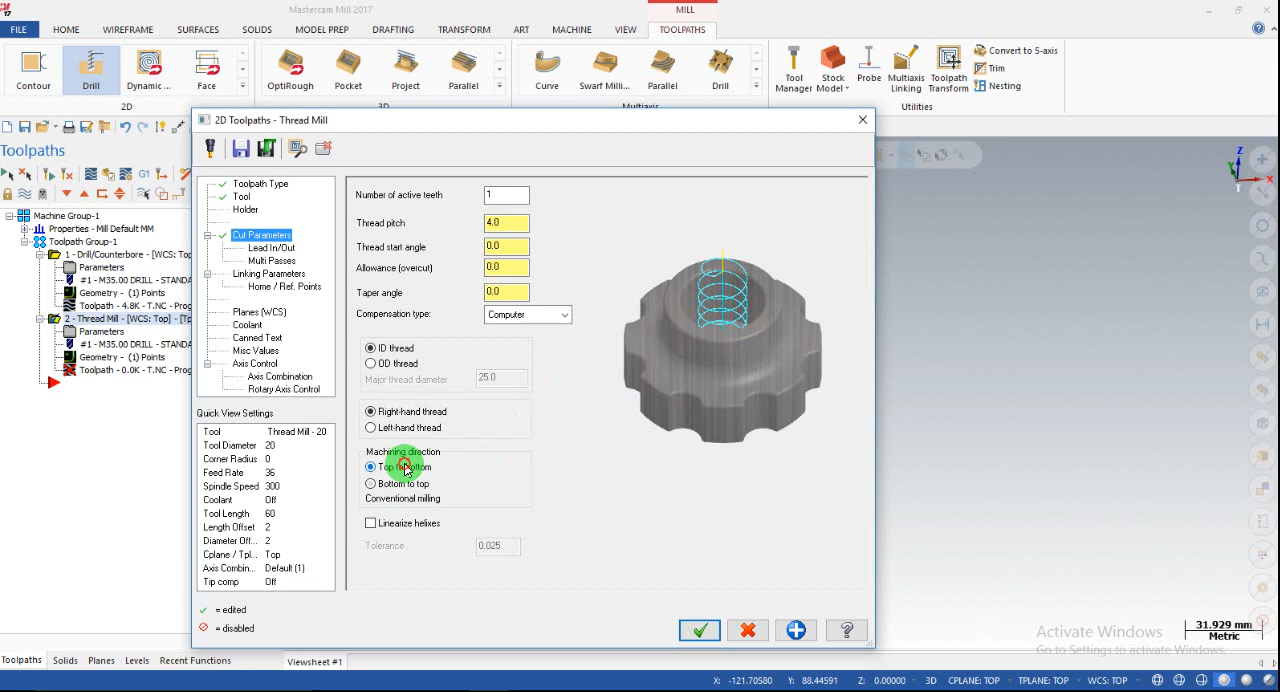 17
Mastercam Mill 2017
MILL
FILE HOME WIREFRAME SURFACES SOLIDS MODEL PREP DRAFTING TRANSFORM ART MACHINE VIEW TOOLPATHS
Contour Drill Dynamic ... Face
OptiRough Pocket Project Parallel
Curve Swarf Milli... Parallel Drill
Tool Manager Stock Model Probe Multiaxis Linking Toolpath Transform
Convert to 5-axis
Trim
Nesting
2D Utilities
2D Toolpaths - Thread Mill
Toolpaths
G1
Machine Group-1
Properties - Mill Default MM
Toolpath Group-1
1 - Drill/Counterbore - [WCS: Top
Parameters
#1 - M35.00 DRILL - STANDA
Geometry - (1) Points
Toolpath - 4.8K - T.NC - Prog
2 - Thread Mill - [WCS: Top] - [Tp
Parameters
#1 - M35.00 DRILL - STANDA
Geometry - (1) Points
Toolpath - 0.0K - T.NC - Prog
Toolpath Type
Tool
Holder
Cut Parameters
Lead In/Out
Multi Passes
Linking Parameters
Home / Ref. Points
Planes (WCS)
Coolant
Canned Text
Misc Values
Axis Control
Axis Combination
Rotary Axis Control
Quick View Settings
Tool Thread Mill - 20
Tool Diameter 20
Corner Radius 0
Feed Rate 36
Spindle Speed 300
Coolant Off
Tool Length 60
Length Offset 2
Diameter Off... 2
Cplane / Tpl... Top
Axis Combin... Default (1)
Tip comp Off
= edited
= disabled
Number of active teeth 1
Thread pitch 4.0
Thread start angle 0.0
Allowance (overcut) 0.0
Taper angle 0.0
Compensation type: Computer
ID thread
OD thread
Major thread diameter 25.0
Right-hand thread
Left-hand thread
Machining direction
Top to bottom
Bottom to top
Conventional milling
Linearize helixes
Tolerance 0.025
Z
X
T
31.929 mm
Metric
Activate Windows
Go to Settings to activate Windows.
Toolpaths Solids Planes Levels Recent Functions
Viewsheet #1
X: -121.70580 Y: 88.44591 Z: 0.00000 3D CPLANE: TOP TPLANE: TOP WCS: TOP